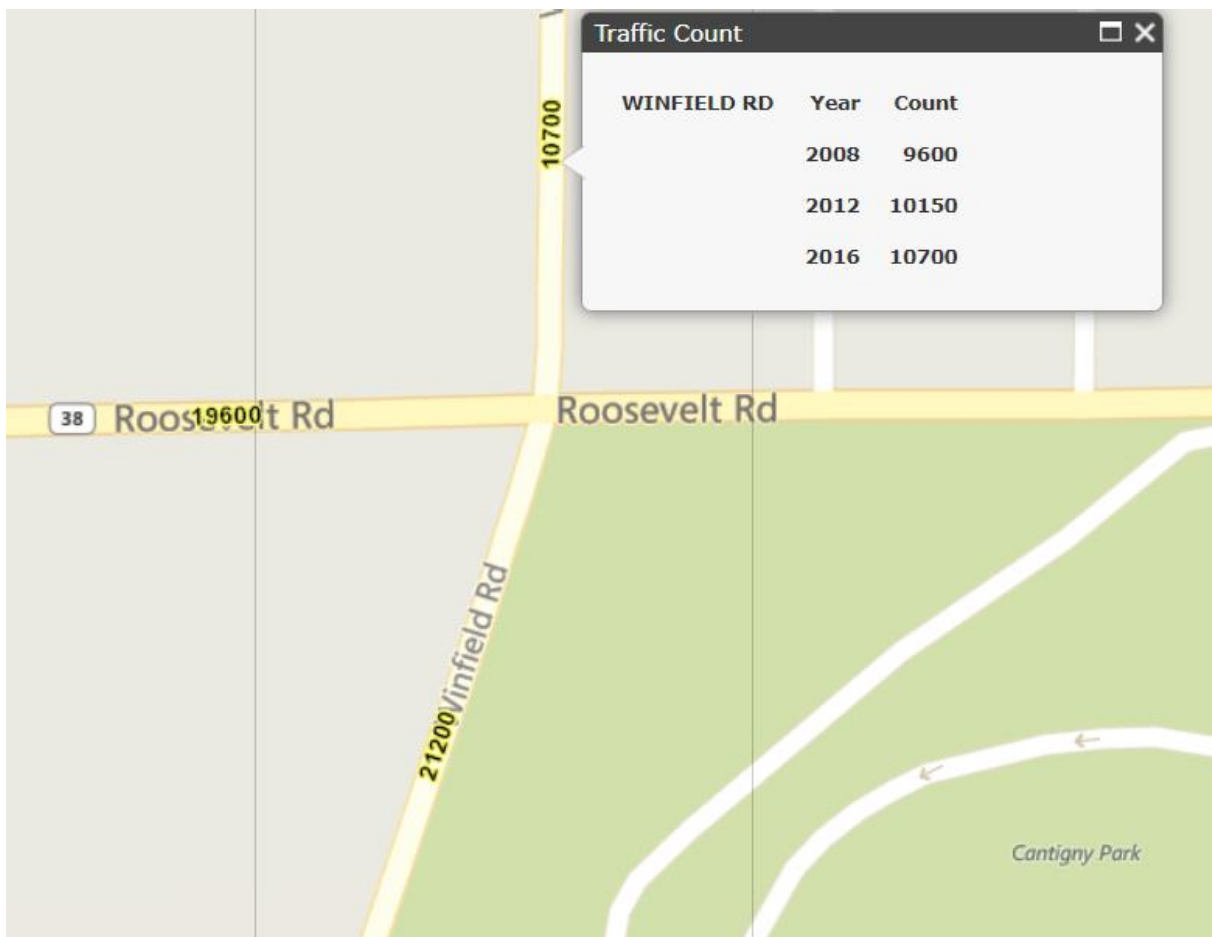 Traffic Count
WINFIELD RD Year Count
2008 9600
2012 10150
2016 10700
10700
38 Roosevelt Rd
19600
Roosevelt Rd
Winfield Rd
21200
Cantigny Park